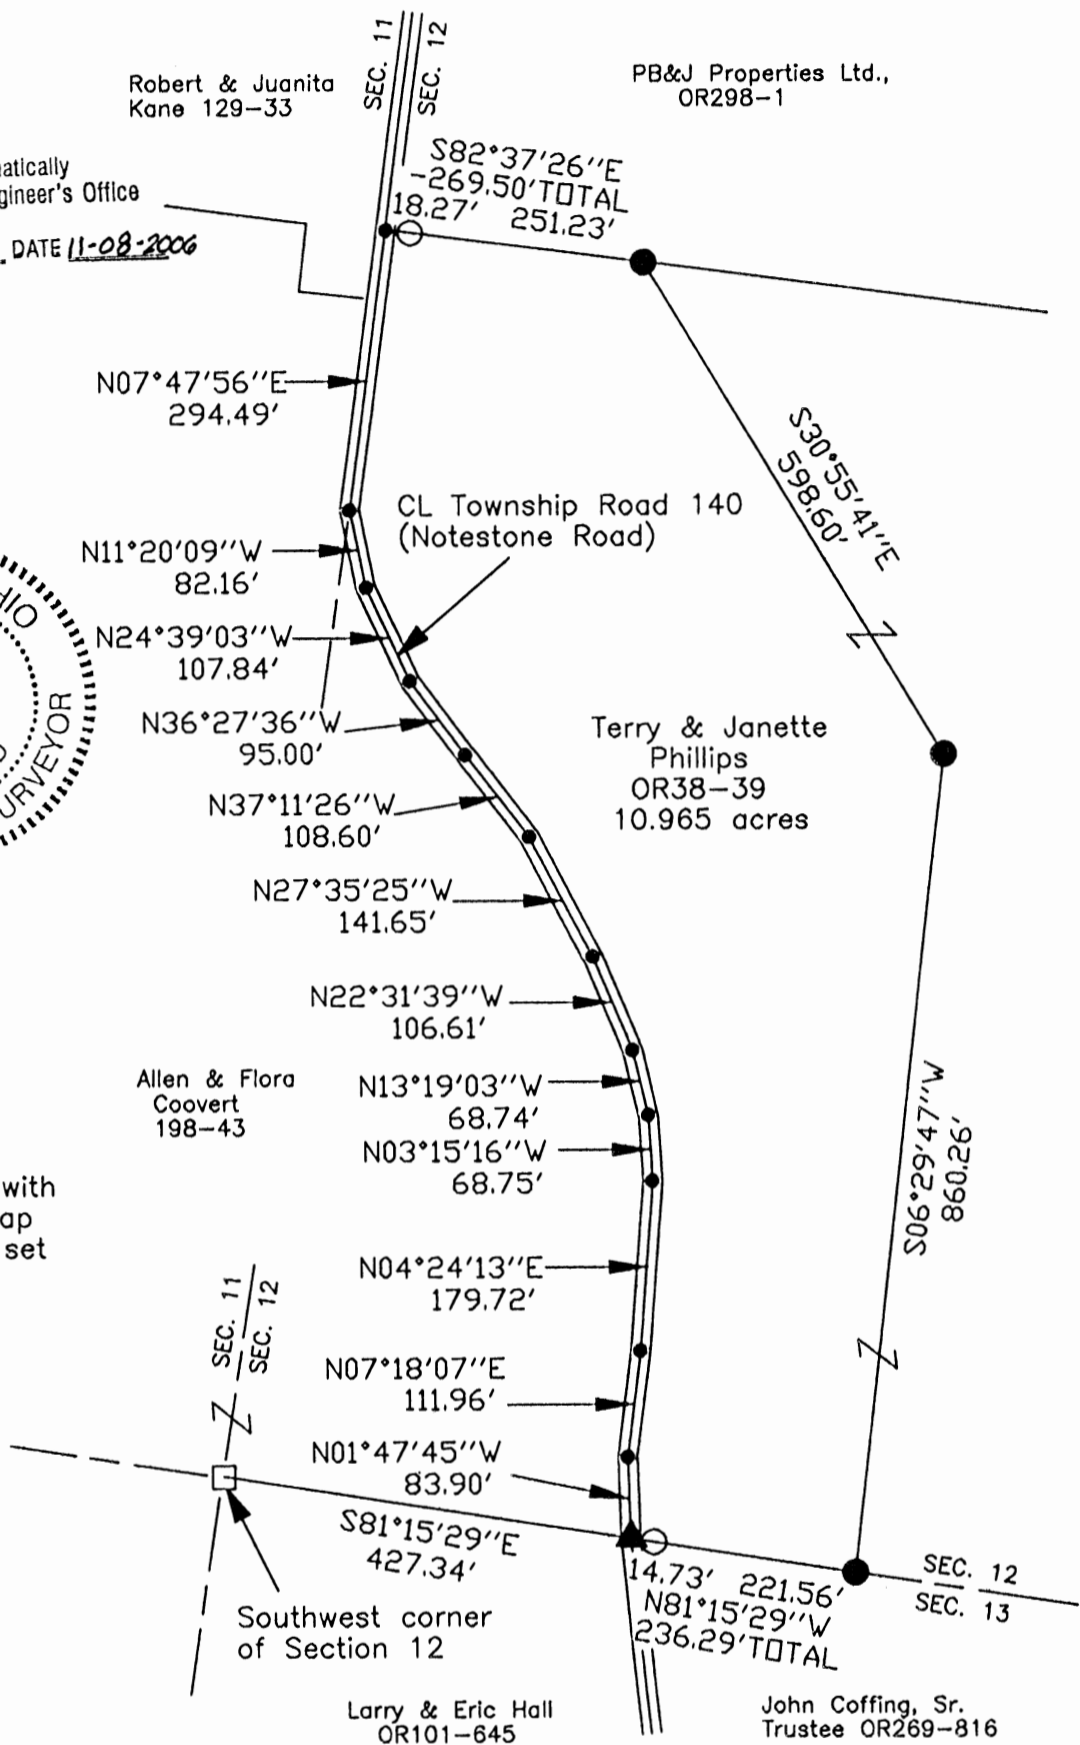 SEC. 11
SEC. 12
Robert & Juanita
Kane 129-33
PB&J Properties Ltd.,
OR298-1
atically
gineer's Office
DATE 11-08-2006
S82°37'26"E
-269.50'TOTAL
18.27' 251.23'
N07°47'56"E
294.49'
S30°55'41"E
598.60'
CL Township Road 140
(Notestone Road)
N11°20'09"W
82.16'
HIO
SURVEYOR
N24°39'03"W
107.84'
N36°27'36"W
95.00'
Terry & Janette
Phillips
OR38-39
10.965 acres
N37°11'26"W
108.60'
N27°35'25"W
141.65'
N22°31'39"W
106.61'
Allen & Flora
Coovert
198-43
N13°19'03"W
68.74'
N03°15'16"W
68.75'
S06°29'47"W
860.26'
with
ap
set
N04°24'13"E
179.72'
SEC. 11
SEC. 12
N07°18'07"E
111.96'
N01°47'45"W
83.90'
S81°15'29"E
427.34'
14.73' 221.56'
N81°15'29"W
236.29'TOTAL
SEC. 12
SEC. 13
Southwest corner
of Section 12
Larry & Eric Hall
OR101-645
John Coffing, Sr.
Trustee OR269-816